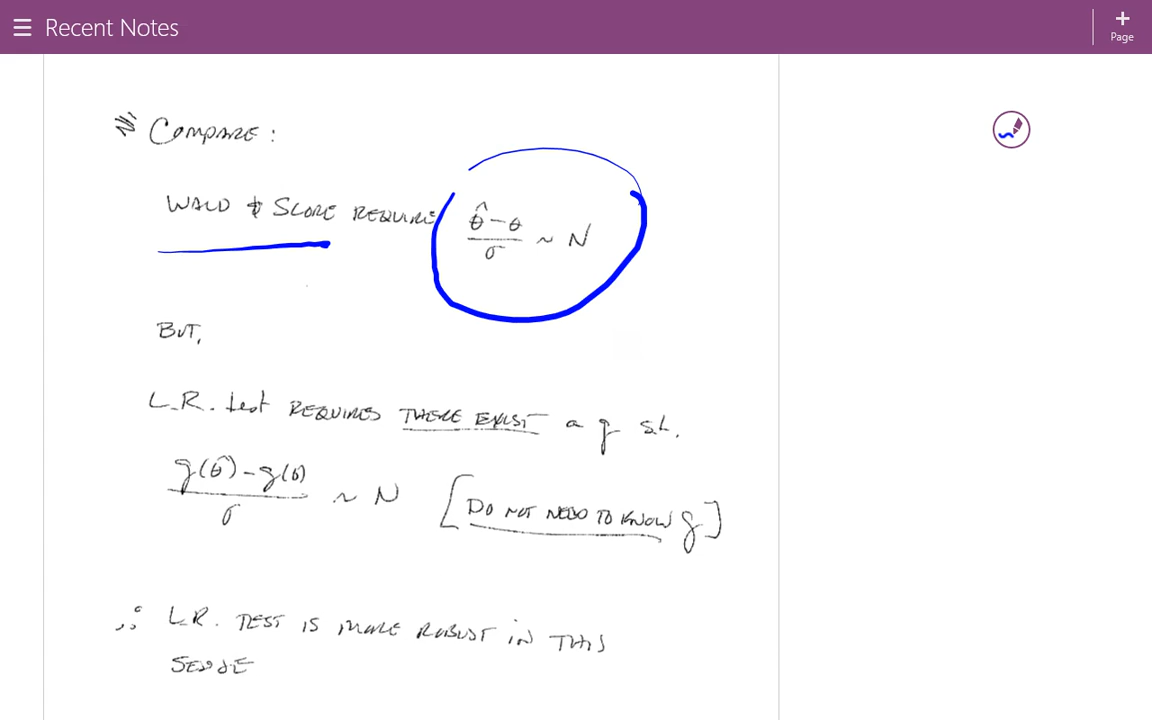 Recent Notes
Page
COMPARE:
WALD & SCORE REQUIRE (θ̂ - θ)/σ ~ N
BUT,
L.R. test REQUIRES THERE EXIST a g s.t.
(g(θ̂) - g(θ))/σ ~ N [DO NOT NEED TO KNOW g]
∴ L.R. TEST IS MORE ROBUST IN THIS
SENSE